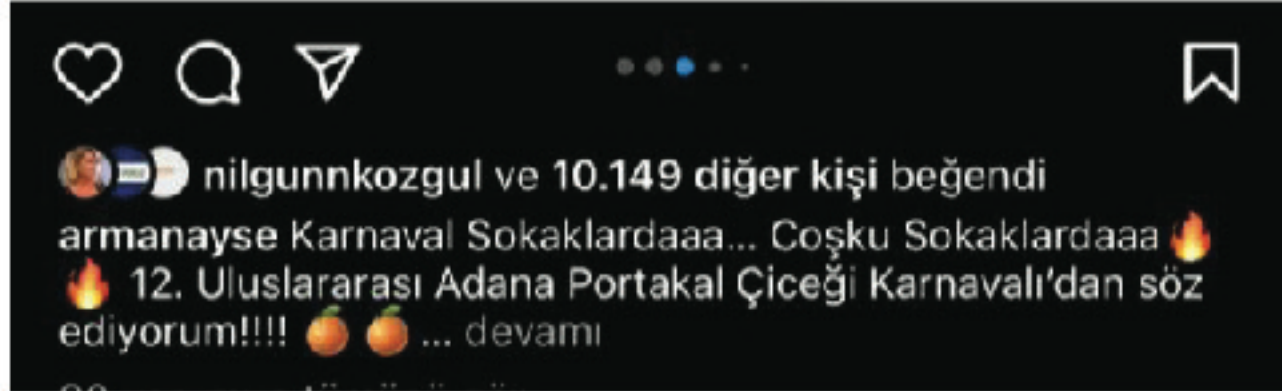 nilgunnkozgul ve 10.149 diğer kişi beğendi
armanayse Karnaval Sokaklardaaa... Coşku Sokaklardaaa🔥
🔥 12. Uluslararası Adana Portakal Çiceği Karnavalı'dan söz
ediyorum!!!! 🍊 🍊 ... devamı